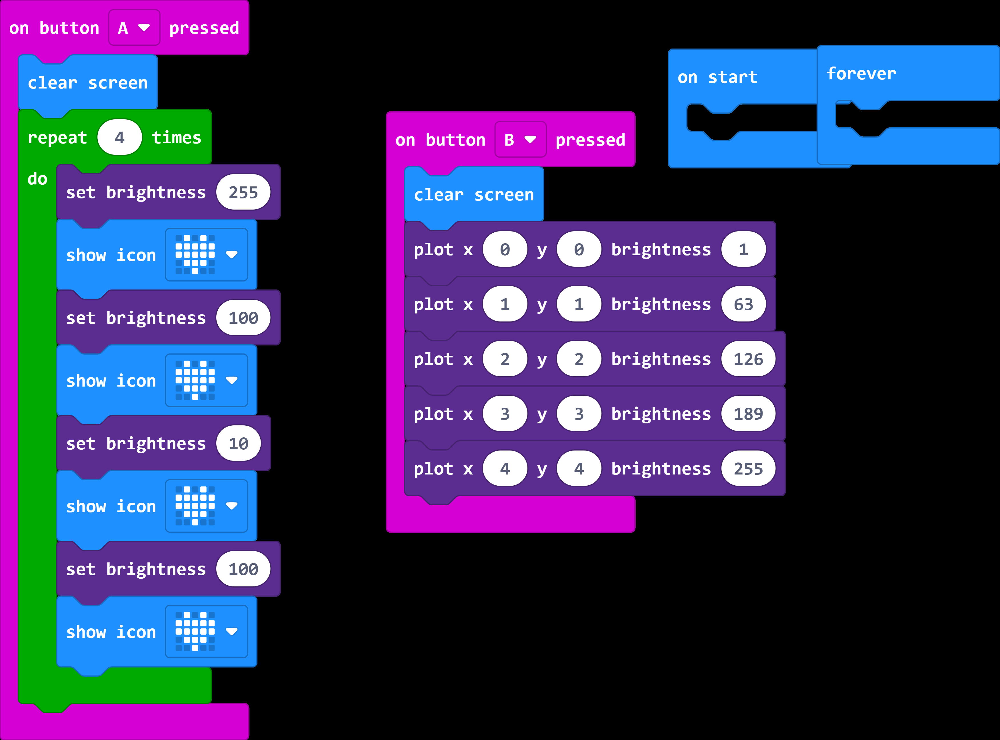 on button A pressed
clear screen
repeat 4 times
do
set brightness 255
show icon
set brightness 100
show icon
set brightness 10
show icon
set brightness 100
show icon
on button B pressed
clear screen
plot x 0 y 0 brightness 1
plot x 1 y 1 brightness 63
plot x 2 y 2 brightness 126
plot x 3 y 3 brightness 189
plot x 4 y 4 brightness 255
on start
forever